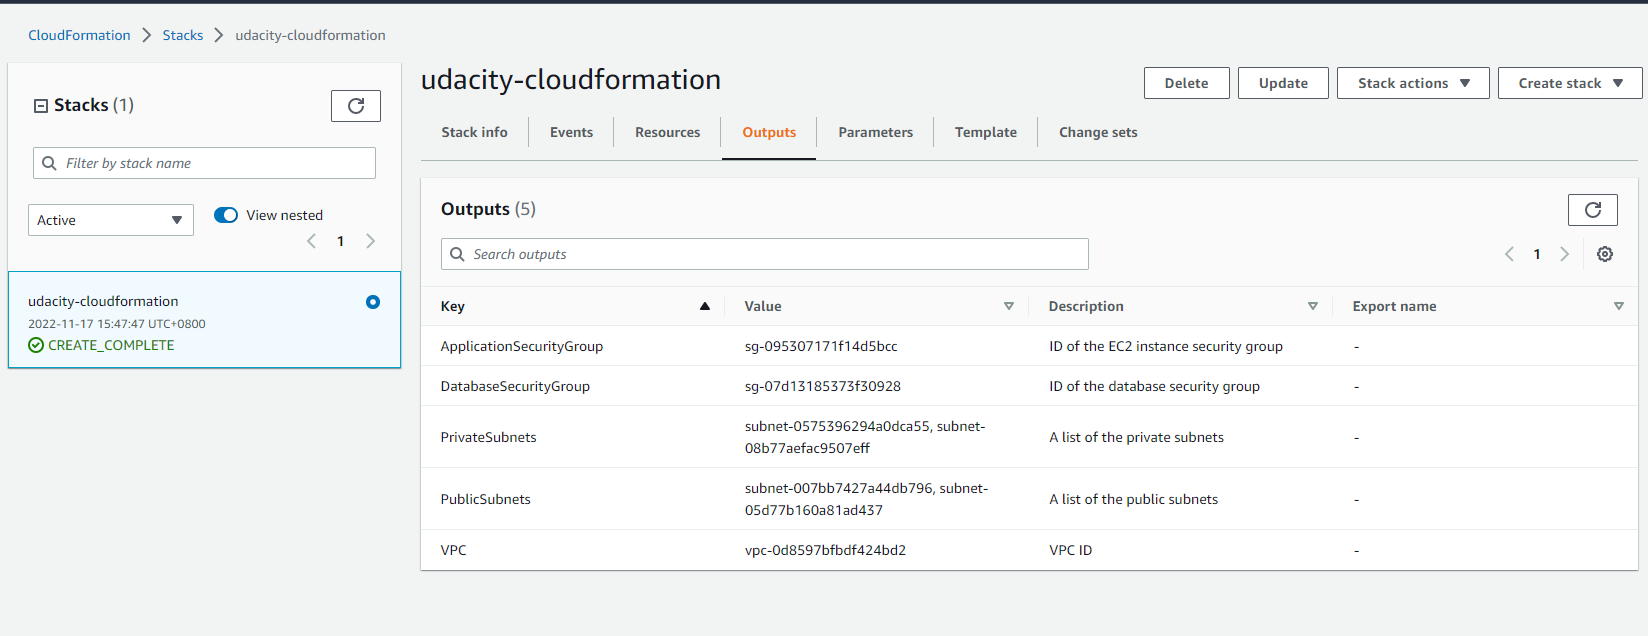 CloudFormation > Stacks > udacity-cloudformation
Stacks (1)
Filter by stack name
Active
View nested
1
udacity-cloudformation
2022-11-17 15:47:47 UTC+0800
CREATE_COMPLETE
udacity-cloudformation
Delete Update Stack actions Create stack
Stack info Events Resources Outputs Parameters Template Change sets
Outputs (5)
Search outputs
1
Key Value Description Export name
ApplicationSecurityGroup sg-095307171f14d5bcc ID of the EC2 instance security group -
DatabaseSecurityGroup sg-07d13185373f30928 ID of the database security group -
PrivateSubnets subnet-0575396294a0dca55, subnet-
08b77aefac9507eff A list of the private subnets -
PublicSubnets subnet-007bb7427a44db796, subnet-
05d77b160a81ad437 A list of the public subnets -
VPC vpc-0d8597bfbdf424bd2 VPC ID -